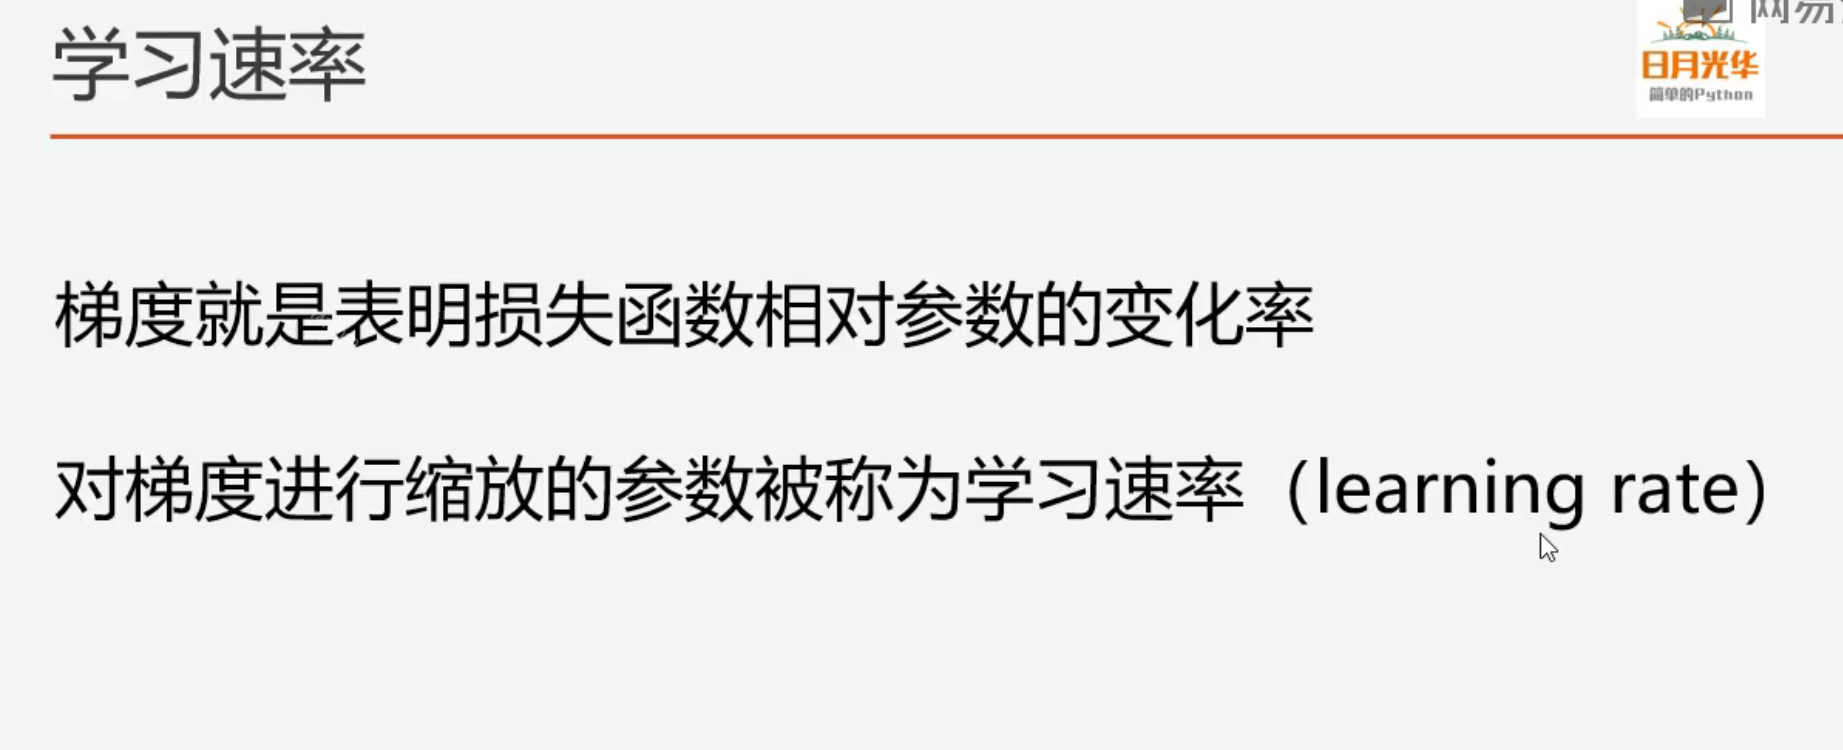 学习速率
网易
日月光华
简单的Python
梯度就是表明损失函数相对参数的变化率
对梯度进行缩放的参数被称为学习速率（learning rate）